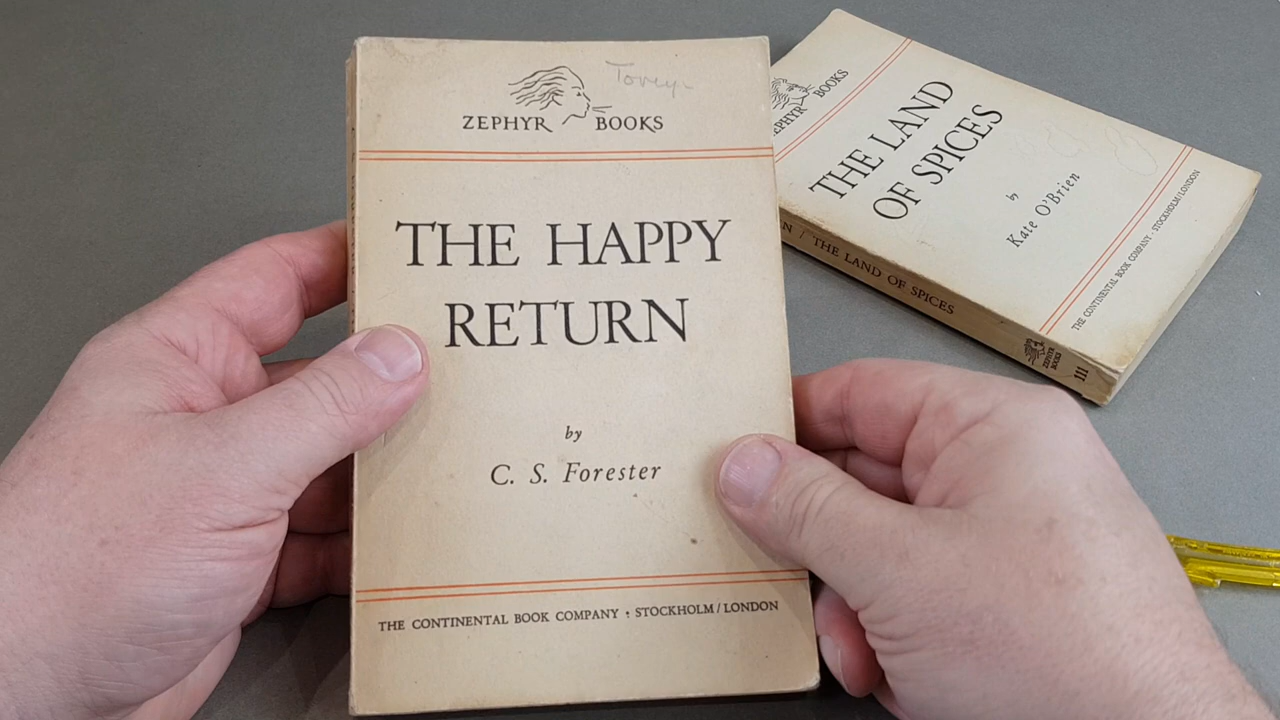 ZEPHYR BOOKS
THE HAPPY
RETURN
by
C. S. Forester
THE CONTINENTAL BOOK COMPANY · STOCKHOLM / LONDON
ZEPHYR BOOKS
THE LAND
OF SPICES
by
Kate O'Brien
THE CONTINENTAL BOOK COMPANY · STOCKHOLM / LONDON
N / THE LAND OF SPICES
ZEPHYR
BOOKS
111